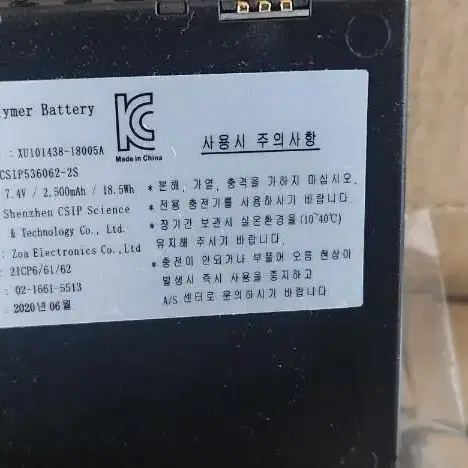 lymer Battery
KC
Made in China
: XU101438-18005A
CSIP536062-2S
7.4V / 2,500mAh / 18.5Wh
Shenzhen CSIP Science
& Technology Co., Ltd
: Zoa Electronics Co., Ltd
: 2ICP6/61/62
: 02-1661-5513
: 2020년 06월
사용시 주의사항
* 분해, 가열, 충격을 가하지 마십시오.
* 전용 충전기를 사용하시기 바랍니다.
* 장기간 보관시 실온환경을 (10~40℃)
유지해 주시기 바랍니다.
* 충전이 안되거나 부풀어 오름 현상이
발생시 즉시 사용을 중지하고
A/S 센터로 문의하시기 바랍니다.